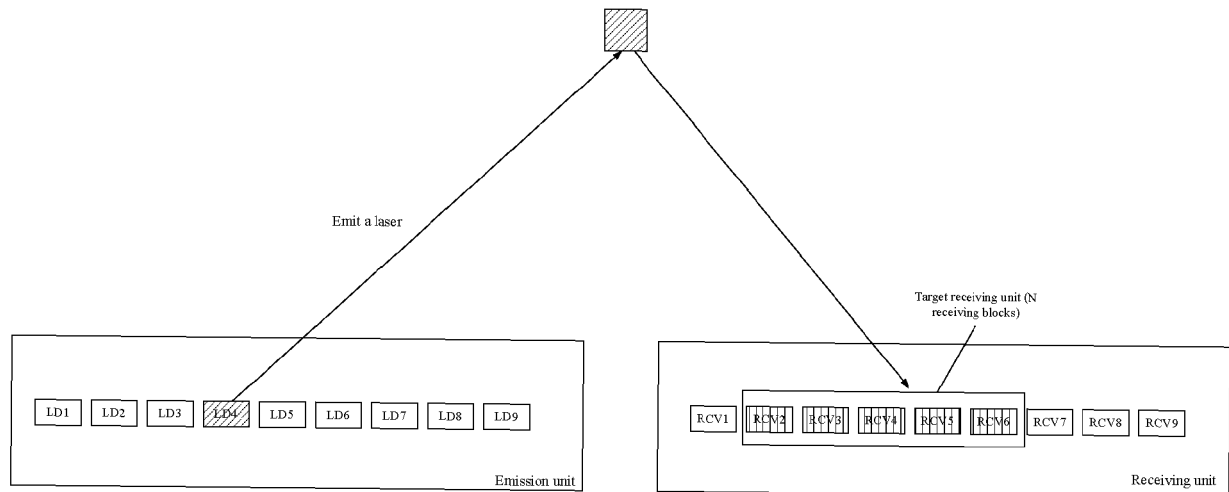 Emit a laser
Target receiving unit (N
receiving blocks)
LD1 LD2 LD3 LD4 LD5 LD6 LD7 LD8 LD9
Emission unit
RCV1 RCV2 RCV3 RCV4 RCV5 RCV6 RCV7 RCV8 RCV9
Receiving unit